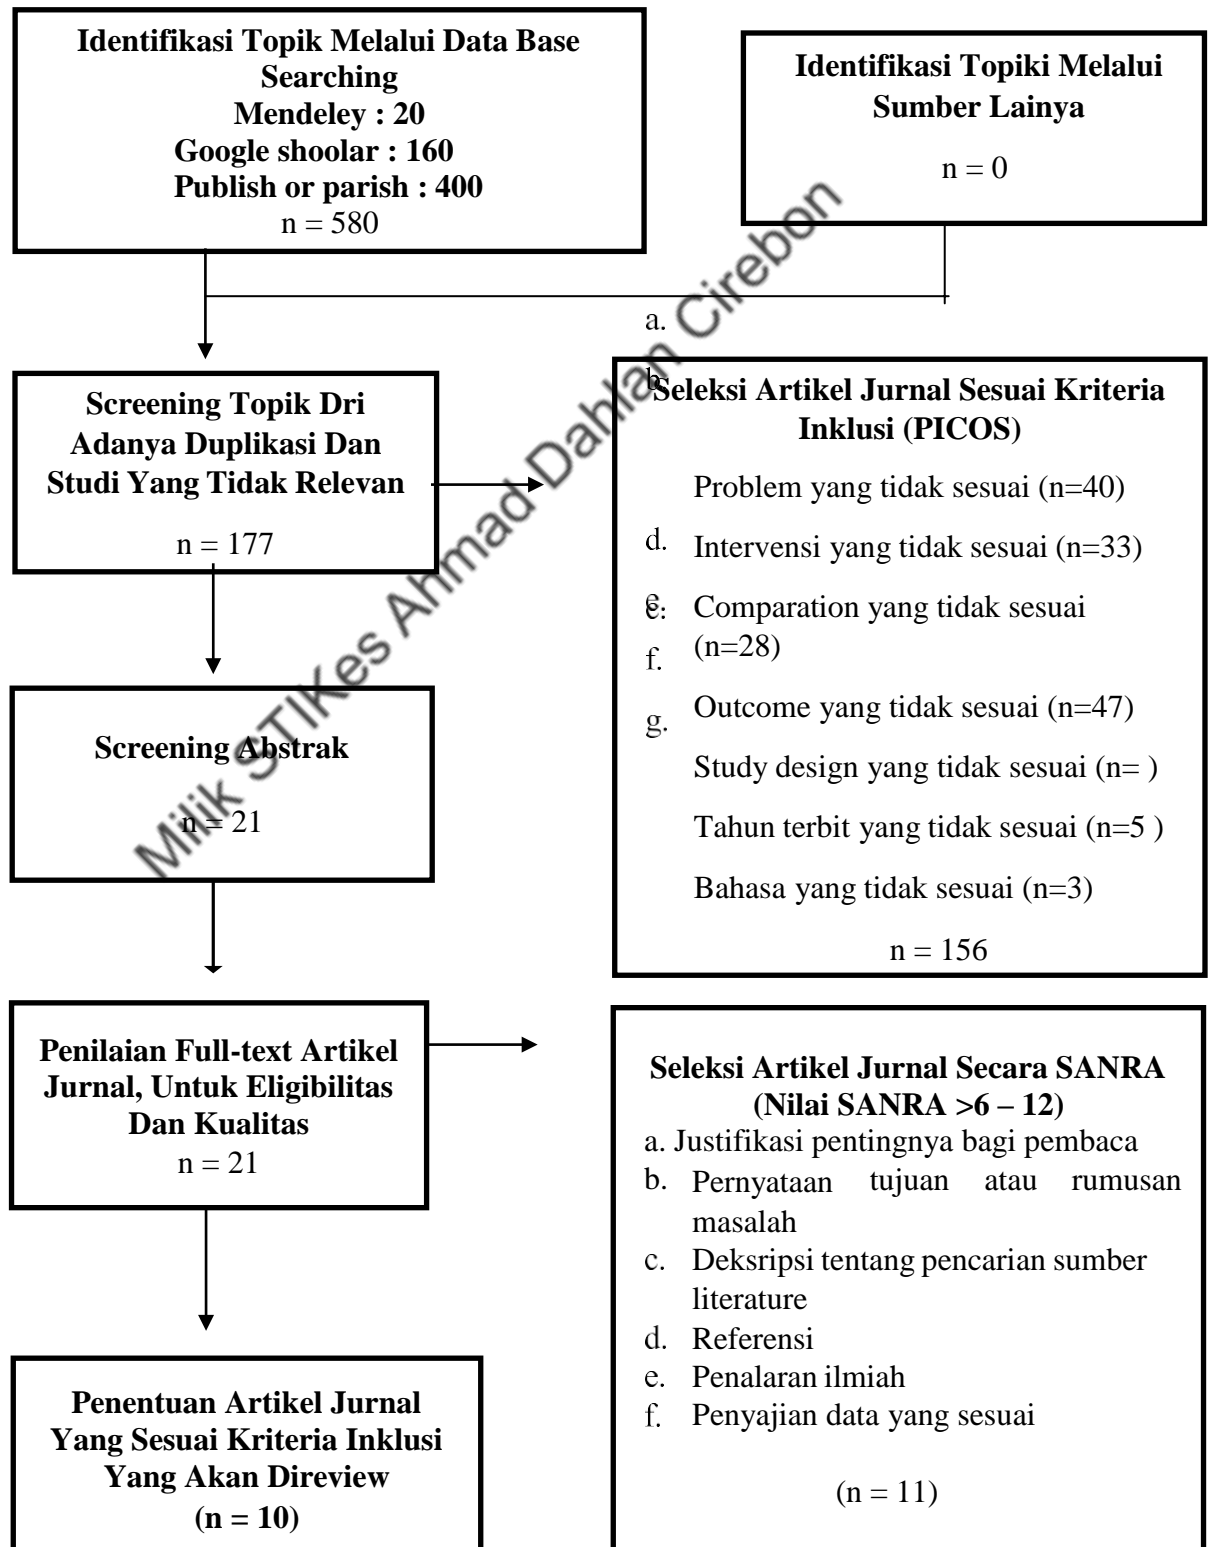 Identifikasi Topik Melalui Data Base
Searching
Mendeley : 20
Google shoolar : 160
Publish or parish : 400
n = 580
Identifikasi Topiki Melalui
Sumber Lainya
n = 0
Screening Topik Dri
Adanya Duplikasi Dan
Studi Yang Tidak Relevan
n = 177
a.
b.
Seleksi Artikel Jurnal Sesuai Kriteria
Inklusi (PICOS)
Problem yang tidak sesuai (n=40)
d. Intervensi yang tidak sesuai (n=33)
e. Comparation yang tidak sesuai
f. (n=28)
g. Outcome yang tidak sesuai (n=47)
Study design yang tidak sesuai (n= )
Tahun terbit yang tidak sesuai (n=5 )
Bahasa yang tidak sesuai (n=3)
n = 156
Screening Abstrak
n = 21
Penilaian Full-text Artikel
Jurnal, Untuk Eligibilitas
Dan Kualitas
n = 21
Seleksi Artikel Jurnal Secara SANRA
(Nilai SANRA >6 – 12)
a. Justifikasi pentingnya bagi pembaca
b. Pernyataan tujuan atau rumusan
masalah
c. Deksripsi tentang pencarian sumber
literature
d. Referensi
e. Penalaran ilmiah
f. Penyajian data yang sesuai
(n = 11)
Penentuan Artikel Jurnal
Yang Sesuai Kriteria Inklusi
Yang Akan Direview
(n = 10)
Milik STIKes Ahmad Dahlan Cirebon